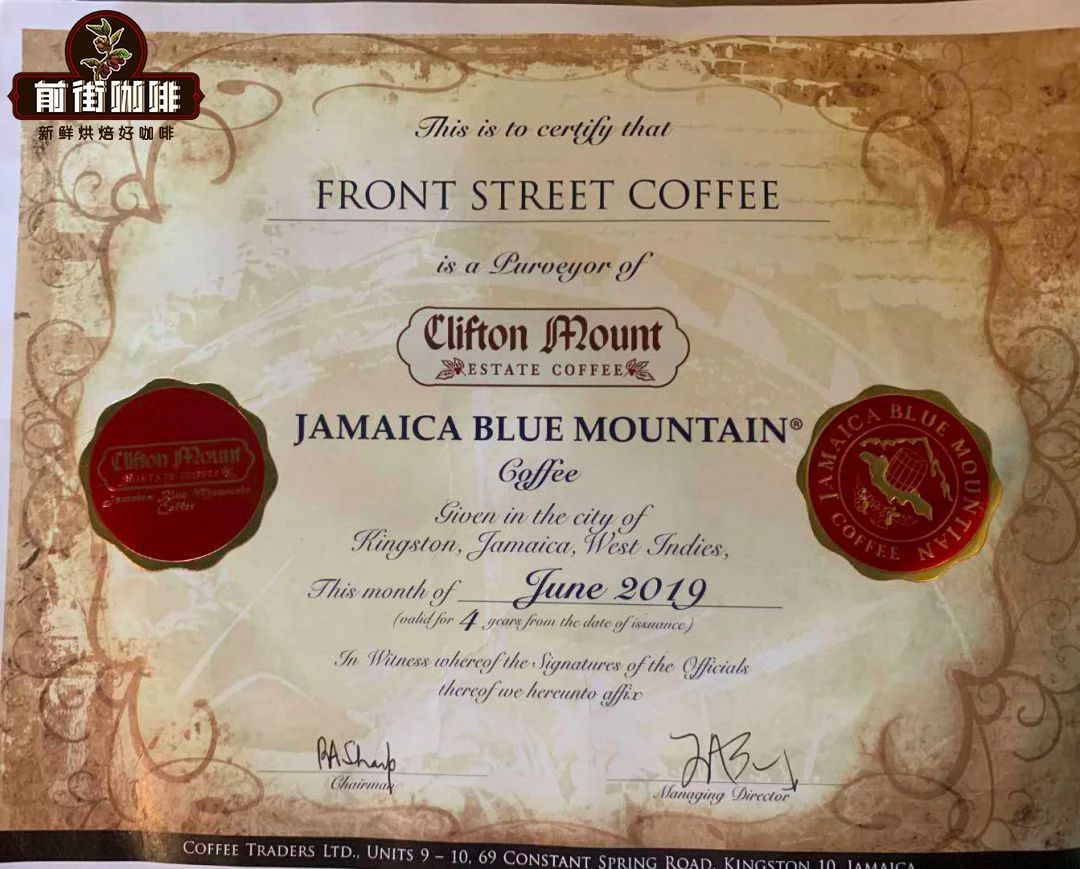 前街咖啡
新鲜烘焙好咖啡
This is to certify that
FRONT STREET COFFEE
is a Purveyor of
Clifton Mount
ESTATE COFFEE
JAMAICA BLUE MOUNTAIN®
Coffee
Clifton Mount
ESTATE COFFEE
Jamaica Blue Mountain
Coffee
JAMAICA BLUE MOUNTAIN
COFFEE
Given in the city of
Kingston, Jamaica, West Indies,
This month of June 2019
(valid for 4 years from the date of issuance)
In Witness whereof the Signatures of the Officials
thereof we hereunto affix
RASharp
Chairman
Managing Director
COFFEE TRADERS LTD., UNITS 9 – 10, 69 CONSTANT SPRING ROAD, KINGSTON 10, JAMAICA